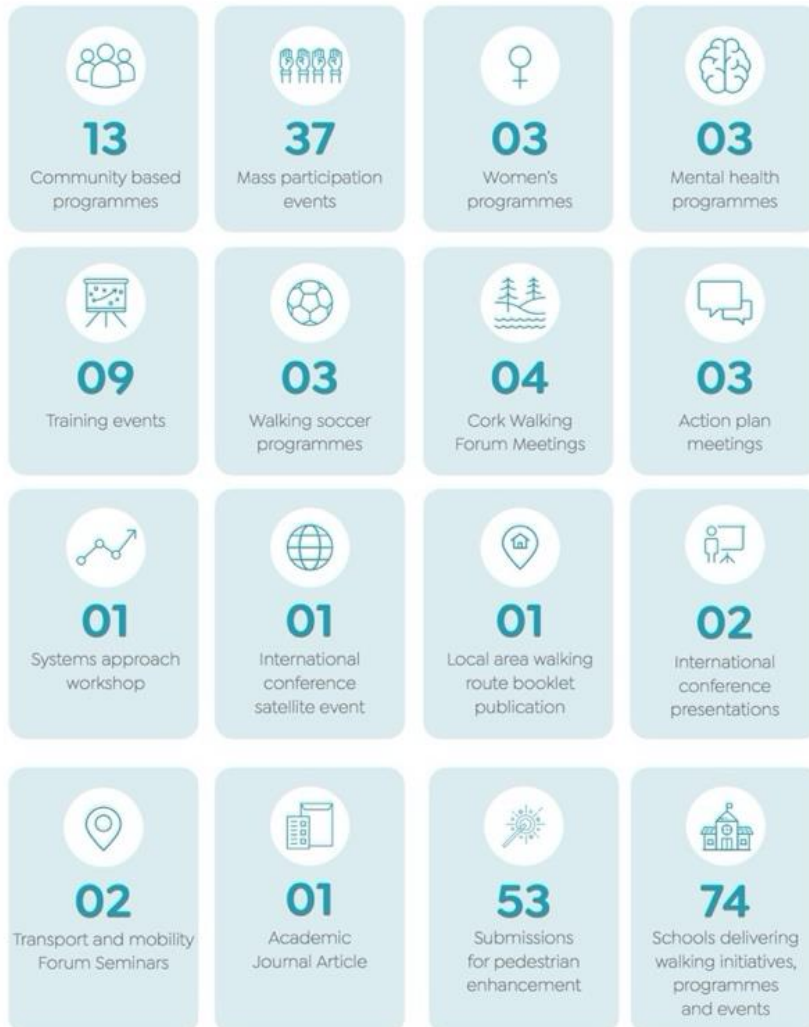 13
Community based
programmes
37
Mass participation
events
03
Women's
programmes
03
Mental health
programmes
09
Training events
03
Walking soccer
programmes
04
Cork Walking
Forum Meetings
03
Action plan
meetings
01
Systems approach
workshop
01
International
conference
satellite event
01
Local area walking
route booklet
publication
02
International
conference
presentations
02
Transport and mobility
Forum Seminars
01
Academic
Journal Article
53
Submissions
for pedestrian
enhancement
74
Schools delivering
walking initiatives,
programmes
and events